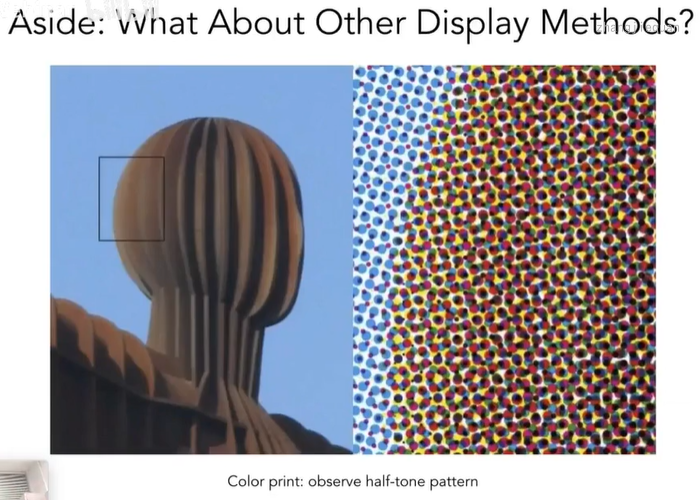 Aside: What About Other Display Methods?
Color print: observe half-tone pattern